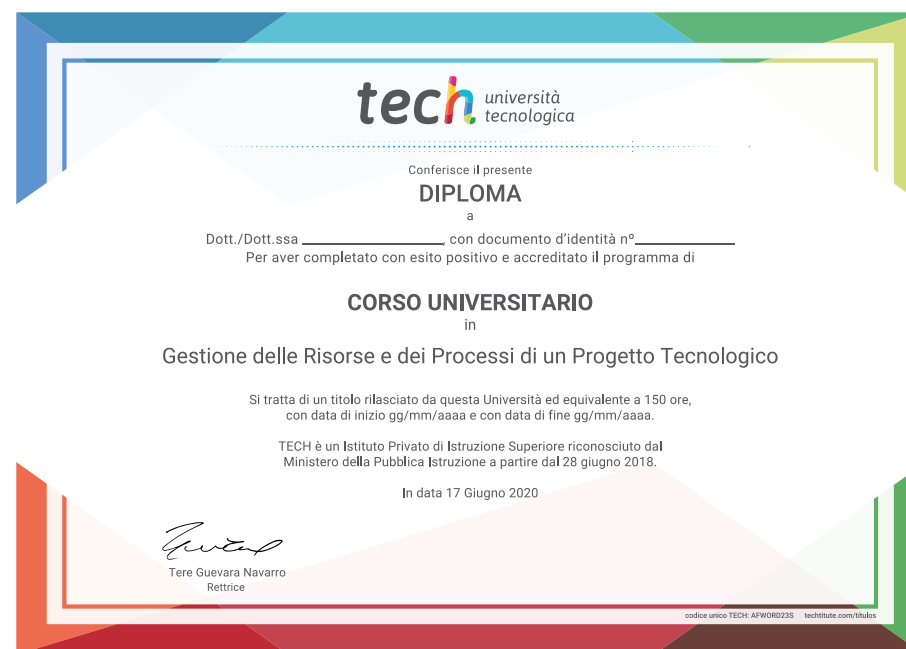 tech università
tecnologica
Conferisce il presente
DIPLOMA
a
Dott./Dott.ssa ____________________, con documento d'identità nº______________
Per aver completato con esito positivo e accreditato il programma di
CORSO UNIVERSITARIO
in
Gestione delle Risorse e dei Processi di un Progetto Tecnologico
Si tratta di un titolo rilasciato da questa Università ed equivalente a 150 ore,
con data di inizio gg/mm/aaaa e con data di fine gg/mm/aaaa.
TECH è un Istituto Privato di Istruzione Superiore riconosciuto dal
Ministero della Pubblica Istruzione a partire dal 28 giugno 2018.
In data 17 Giugno 2020
Tere Guevara Navarro
Rettrice
codice unico TECH: AFWORD23S techtitute.com/títulos